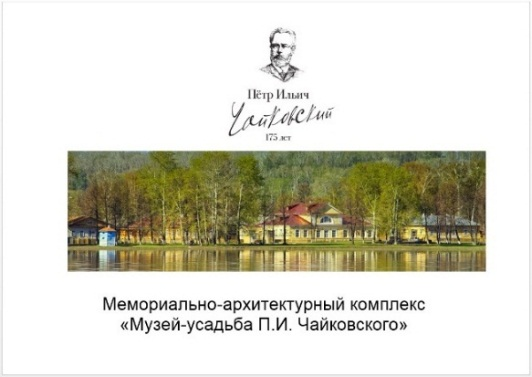 Пётр Ильич
Чайковский
175 лет
Мемориально-архитектурный комплекс
«Музей-усадьба П.И. Чайковского»